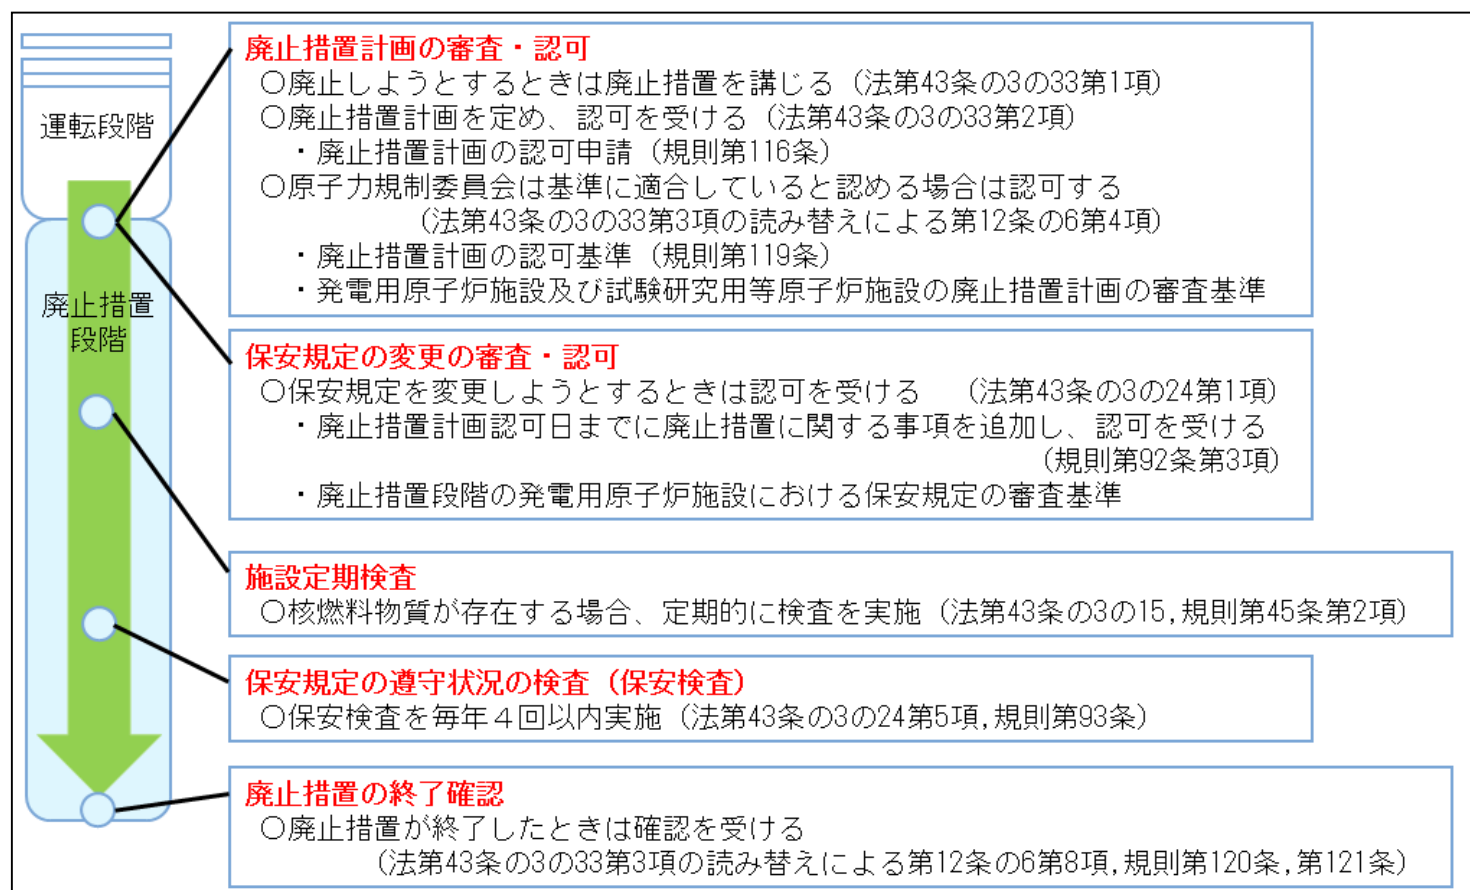 運転段階
廃止措置
段階
廃止措置計画の審査・認可
○廃止しようとするときは廃止措置を講じる（法第43条の3の33第1項）
○廃止措置計画を定め、認可を受ける（法第43条の3の33第2項）
・廃止措置計画の認可申請（規則第116条）
○原子力規制委員会は基準に適合していると認める場合は認可する
（法第43条の3の33第3項の読み替えによる第12条の6第4項）
・廃止措置計画の認可基準（規則第119条）
・発電用原子炉施設及び試験研究用等原子炉施設の廃止措置計画の審査基準
保安規定の変更の審査・認可
○保安規定を変更しようとするときは認可を受ける　（法第43条の3の24第1項）
・廃止措置計画認可日までに廃止措置に関する事項を追加し、認可を受ける
（規則第92条第3項）
・廃止措置段階の発電用原子炉施設における保安規定の審査基準
施設定期検査
○核燃料物質が存在する場合、定期的に検査を実施（法第43条の3の15,規則第45条第2項）
保安規定の遵守状況の検査（保安検査）
○保安検査を毎年４回以内実施（法第43条の3の24第5項,規則第93条）
廃止措置の終了確認
○廃止措置が終了したときは確認を受ける
（法第43条の3の33第3項の読み替えによる第12条の6第8項,規則第120条,第121条）